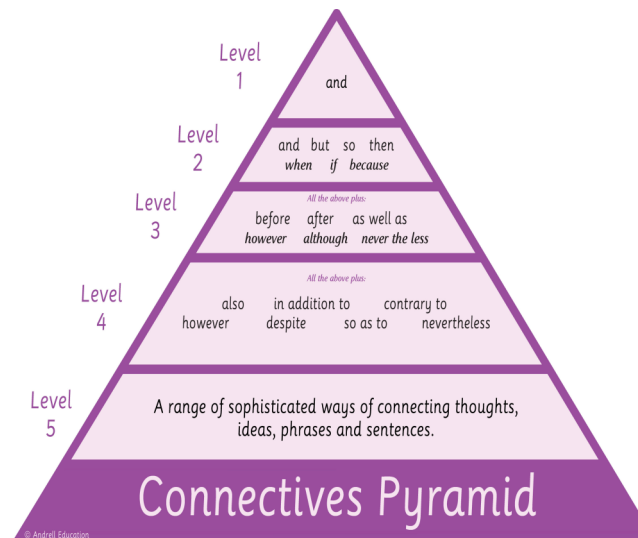 Level
1
and
Level
2
and but so then
when if because
Level
3
All the above plus:
before after as well as
however although never the less
Level
4
All the above plus:
also in addition to contrary to
however despite so as to nevertheless
Level
5
A range of sophisticated ways of connecting thoughts,
ideas, phrases and sentences.
Connectives Pyramid
© Andrell Education